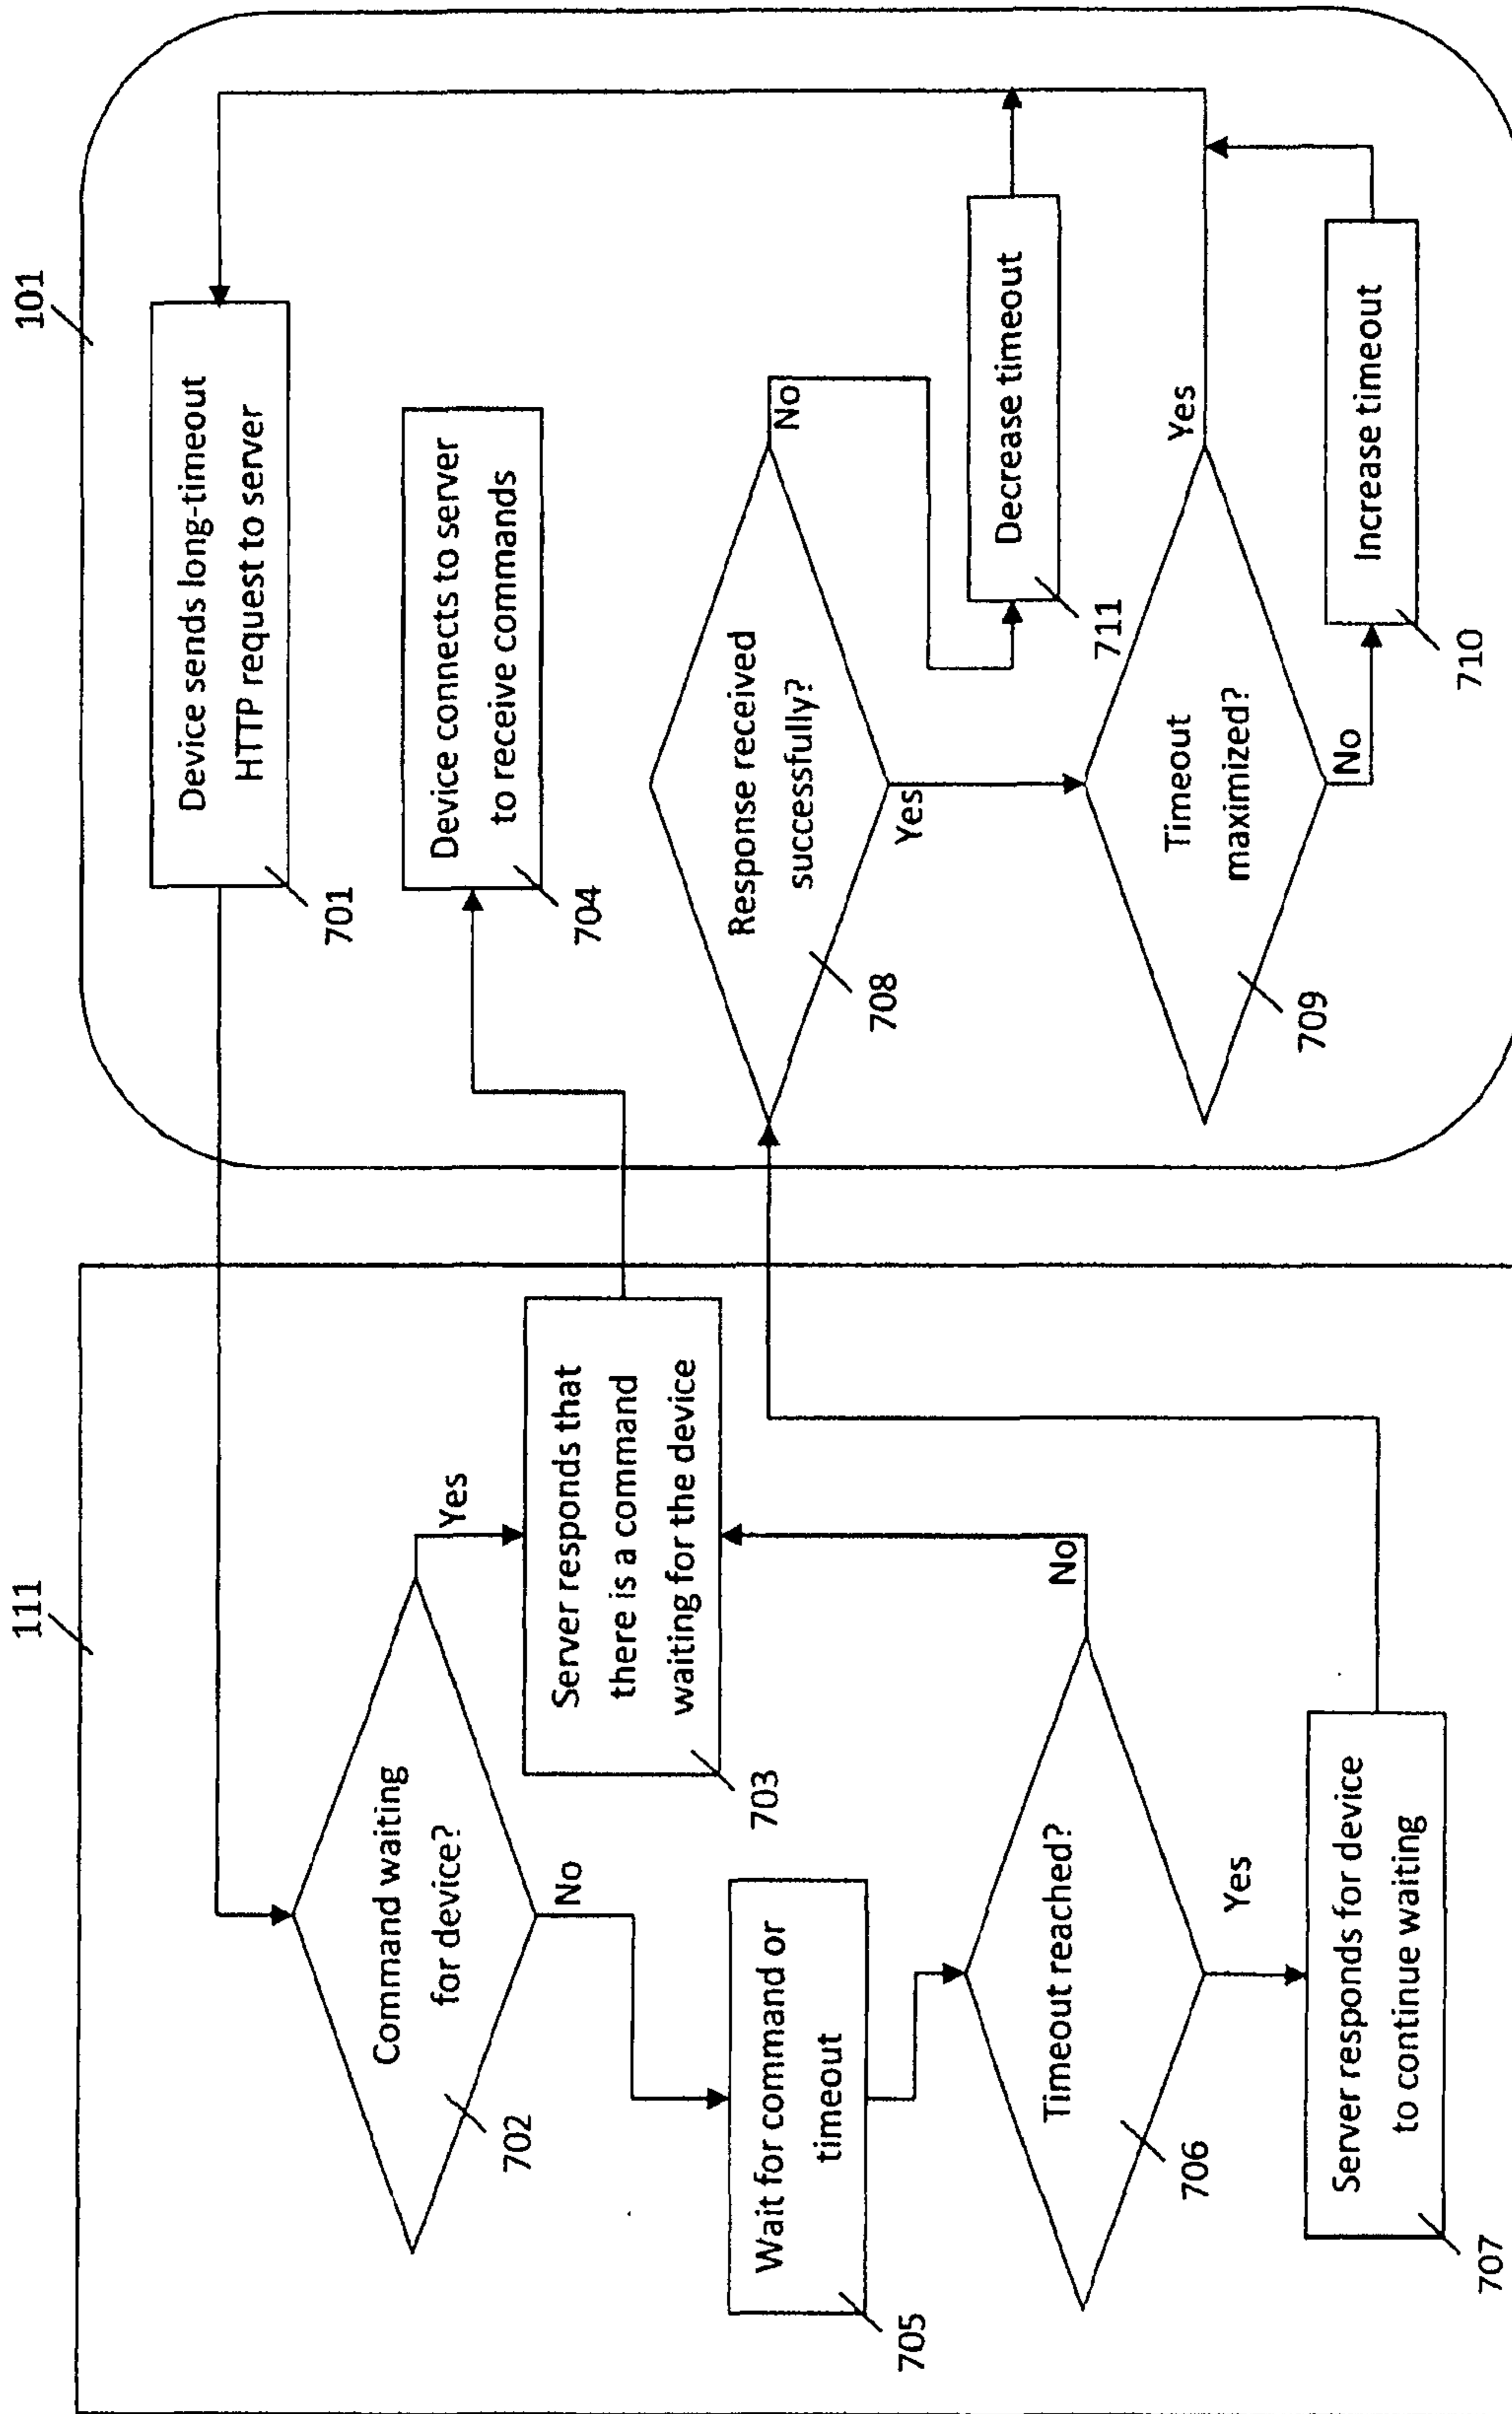 111
101
Command waiting
for device?
702
Yes
No
Server responds that
there is a command
waiting for the device
703
Wait for command or
timeout
705
Timeout reached?
706
No
Yes
Server responds for device
to continue waiting
707
Device sends long-timeout
HTTP request to server
701
Device connects to server
to receive commands
704
Response received
successfully?
708
No
Yes
Decrease timeout
711
Timeout
maximized?
709
Yes
No
Increase timeout
710